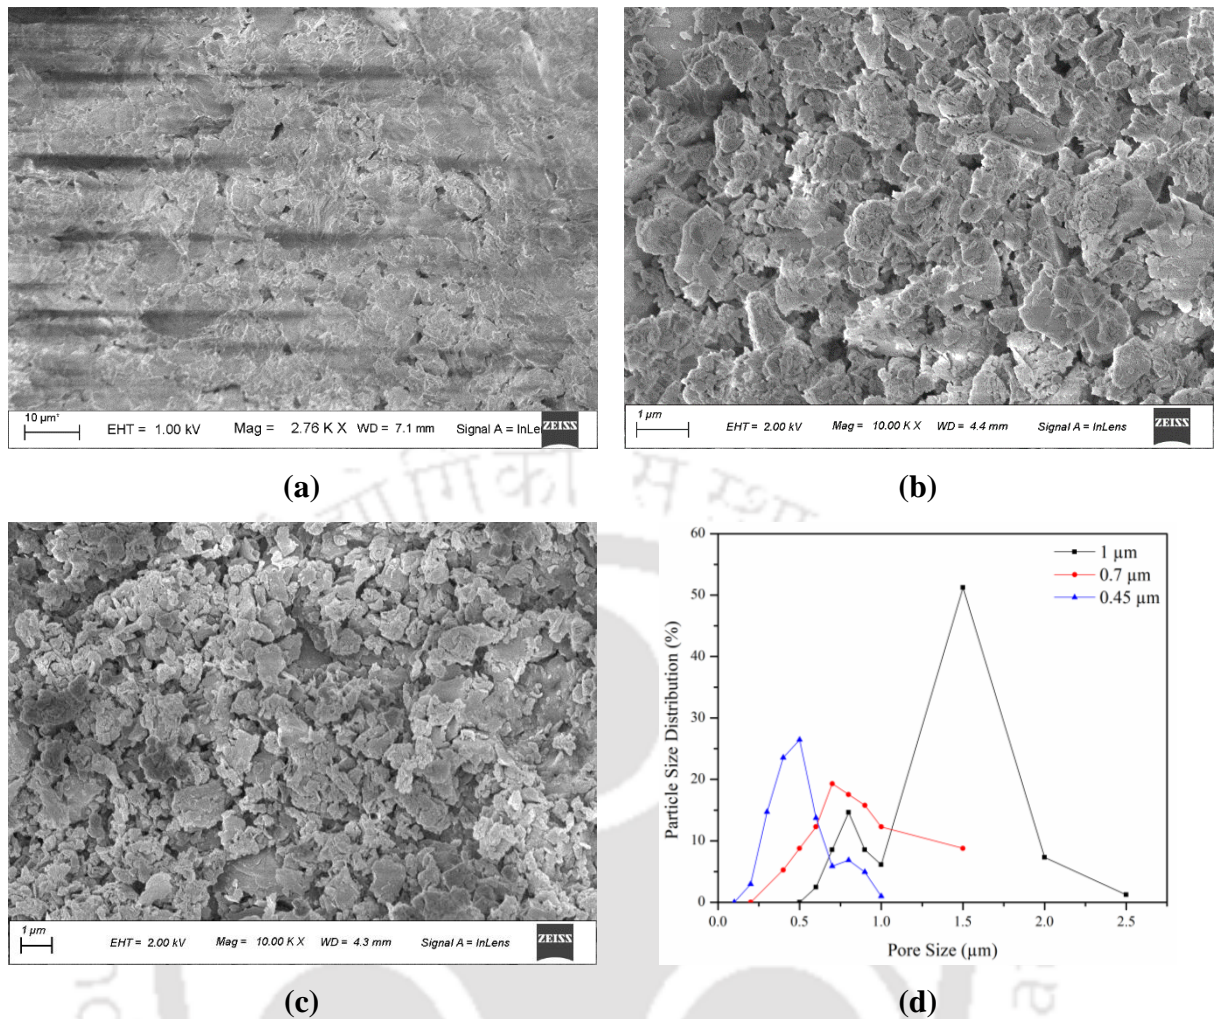 10 µm
EHT = 1.00 kV Mag = 2.76 K X WD = 7.1 mm Signal A = InLe ZEISS
(a)
1 µm
EHT = 2.00 kV Mag = 10.00 K X WD = 4.4 mm Signal A = InLens ZEISS
(b)
1 µm
EHT = 2.00 kV Mag = 10.00 K X WD = 4.3 mm Signal A = InLens ZEISS
(c)
60
50
40
30
20
10
0
Particle Size Distribution (%)
1 µm
0.7 µm
0.45 µm
0.0 0.5 1.0 1.5 2.0 2.5
Pore Size (µm)
(d)